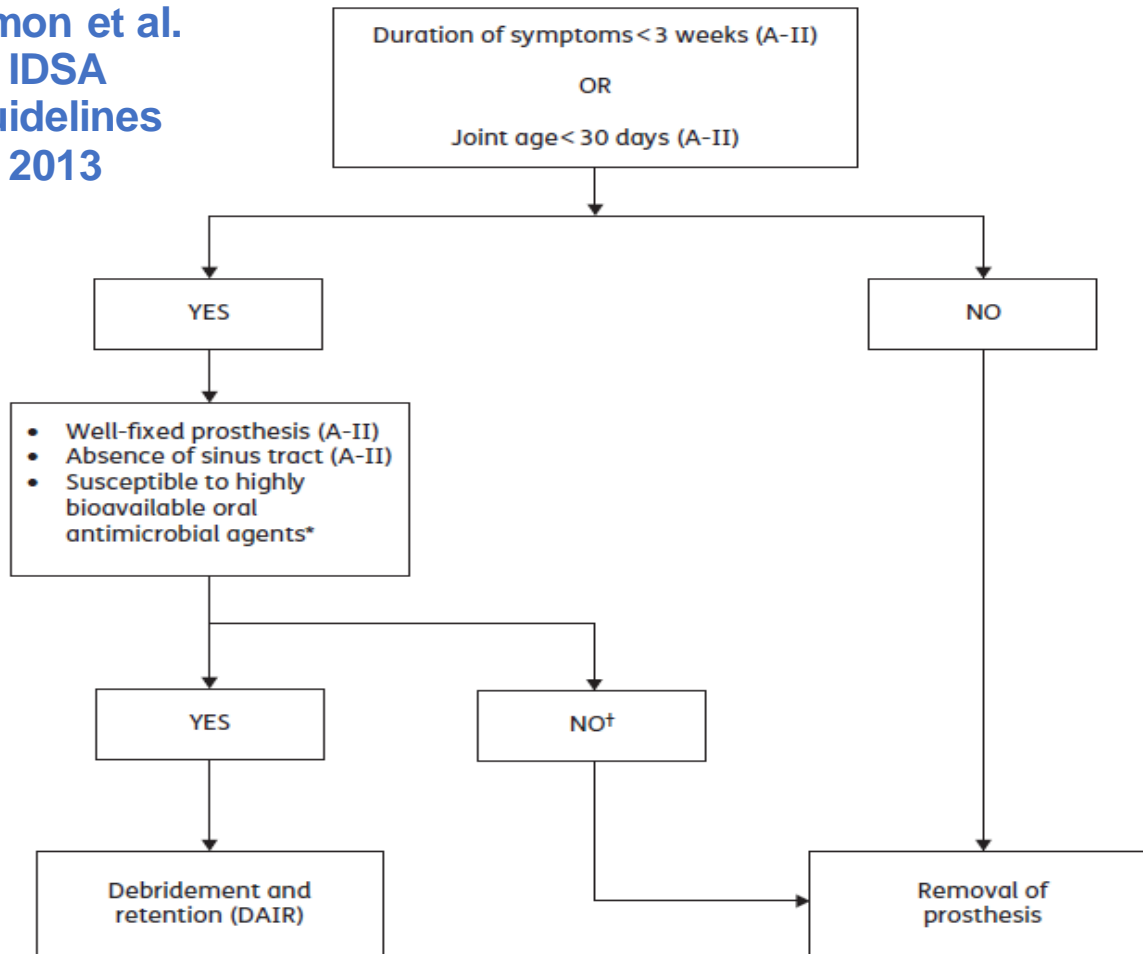 mon et al.
IDSA
uidelines
2013
Duration of symptoms<3 weeks (A-II)
OR
Joint age<30 days (A-II)
YES
NO
• Well-fixed prosthesis (A-II)
• Absence of sinus tract (A-II)
• Susceptible to highly
bioavailable oral
antimicrobial agents*
YES
NO†
Debridement and
retention (DAIR)
Removal of
prosthesis